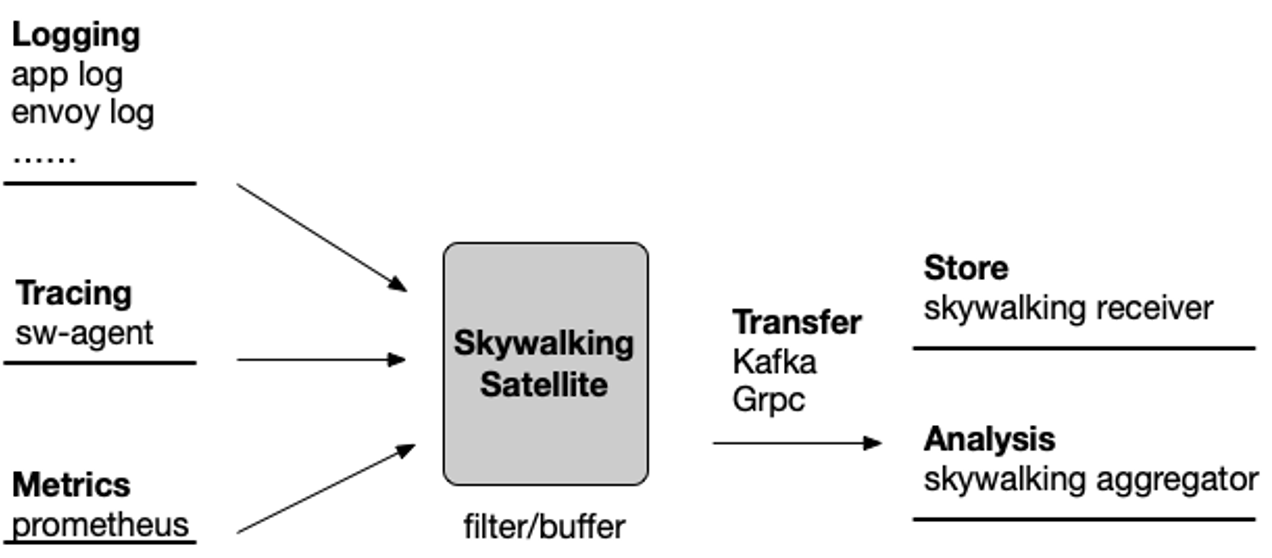 Logging
app log
envoy log
......
Tracing
sw-agent
Metrics
prometheus
Skywalking
Satellite
filter/buffer
Transfer
Kafka
Grpc
Store
skywalking receiver
Analysis
skywalking aggregator